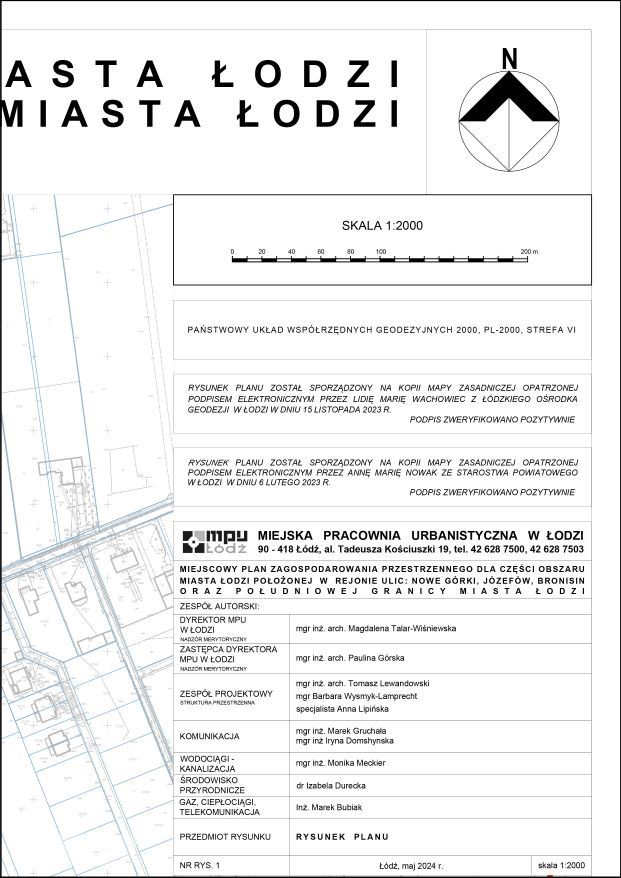 ASTA ŁODZI
MIASTA ŁODZI
N
SKALA 1:2000
0 20 40 60 80 100 200 m
PAŃSTWOWY UKŁAD WSPÓŁRZĘDNYCH GEODEZYJNYCH 2000, PL-2000, STREFA VI
RYSUNEK PLANU ZOSTAŁ SPORZĄDZONY NA KOPII MAPY ZASADNICZEJ OPATRZONEJ
PODPISEM ELEKTRONICZNYM PRZEZ LIDIĘ MARIĘ WACHOWIEC Z ŁÓDZKIEGO OŚRODKA
GEODEZJI W ŁODZI W DNIU 15 LISTOPADA 2023 R.
PODPIS ZWERYFIKOWANO POZYTYWNIE
RYSUNEK PLANU ZOSTAŁ SPORZĄDZONY NA KOPII MAPY ZASADNICZEJ OPATRZONEJ
PODPISEM ELEKTRONICZNYM PRZEZ ANNĘ MARIĘ NOWAK ZE STAROSTWA POWIATOWEGO
W ŁODZI W DNIU 6 LUTEGO 2023 R.
PODPIS ZWERYFIKOWANO POZYTYWNIE
mpu
Łódź
MIEJSKA PRACOWNIA URBANISTYCZNA W ŁODZI
90 - 418 Łódź, al. Tadeusza Kościuszki 19, tel. 42 628 7500, 42 628 7503
MIEJSCOWY PLAN ZAGOSPODAROWANIA PRZESTRZENNEGO DLA CZĘŚCI OBSZARU
MIASTA ŁODZI POŁOŻONEJ W REJONIE ULIC: NOWE GÓRKI, JÓZEFÓW, BRONISIN
ORAZ POŁUDNIOWEJ GRANICY MIASTA ŁODZI
ZESPÓŁ AUTORSKI:
DYREKTOR MPU
W ŁODZI
NADZÓR MERYTORYCZNY
mgr inż. arch. Magdalena Talar-Wiśniewska
ZASTĘPCA DYREKTORA
MPU W ŁODZI
NADZÓR MERYTORYCZNY
mgr inż. arch. Paulina Górska
ZESPÓŁ PROJEKTOWY
STRUKTURA PRZESTRZENNA
mgr inż. arch. Tomasz Lewandowski
mgr Barbara Wysmyk-Lamprecht
specjalista Anna Lipińska
KOMUNIKACJA
mgr inż. Marek Gruchała
mgr inż Iryna Domshynska
WODOCIĄGI -
KANALIZACJA
mgr inż. Monika Meckier
ŚRODOWISKO
PRZYRODNICZE
dr Izabela Durecka
GAZ, CIEPŁOCIĄGI,
TELEKOMUNIKACJA
Inż. Marek Bubiak
PRZEDMIOT RYSUNKU
RYSUNEK PLANU
NR RYS. 1
Łódź, maj 2024 r.
skala 1:2000